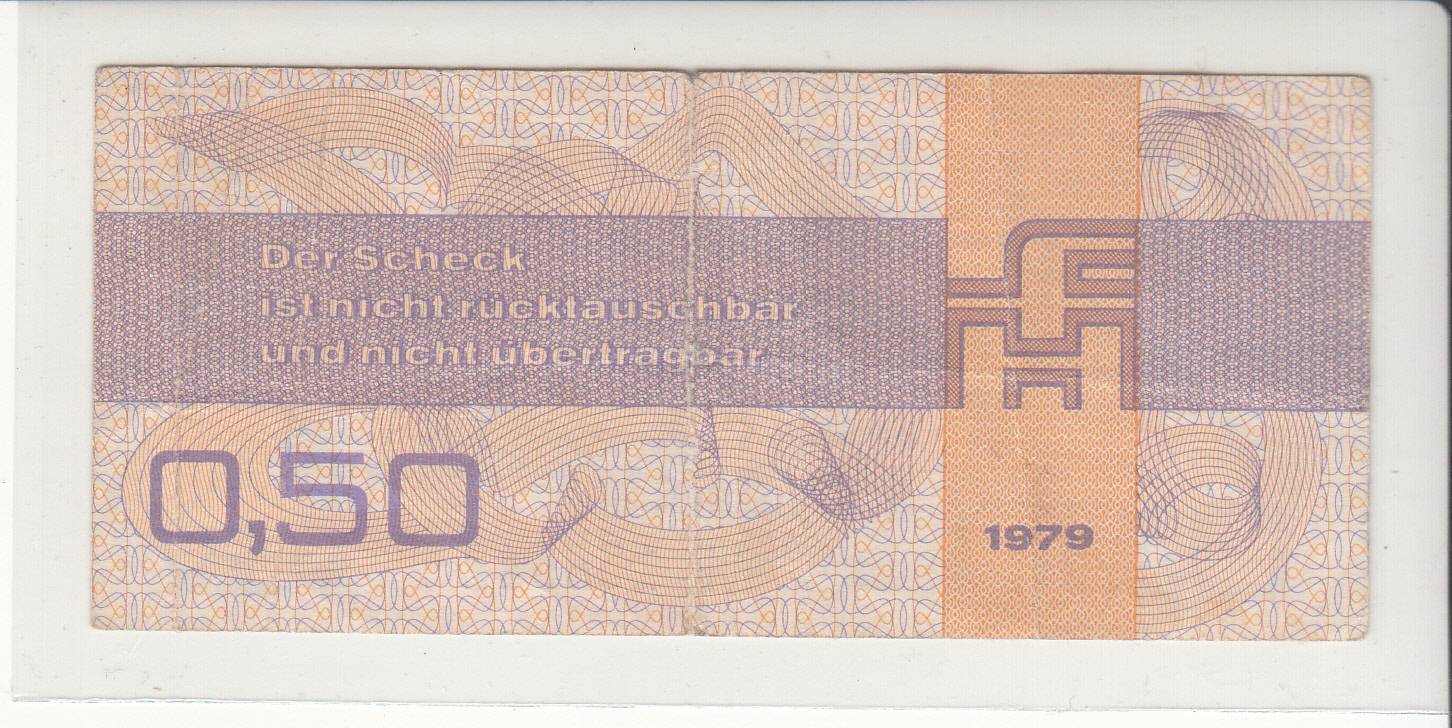 Der Scheck
ist nicht rücktauschbar
und nicht übertragbar
0,50
1979